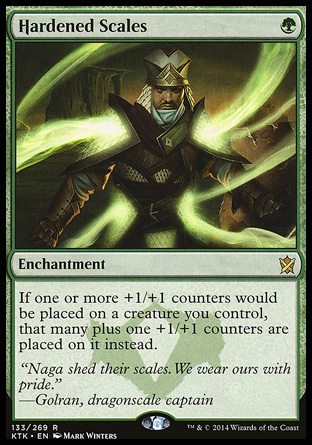 Hardened Scales
Enchantment
If one or more +1/+1 counters would
be placed on a creature you control,
that many plus one +1/+1 counters are
placed on it instead.
“Naga shed their scales. We wear ours with
pride.”
—Golran, dragonscale captain
133/269 R
KTK • EN Mark Winters
™ & © 2014 Wizards of the Coast